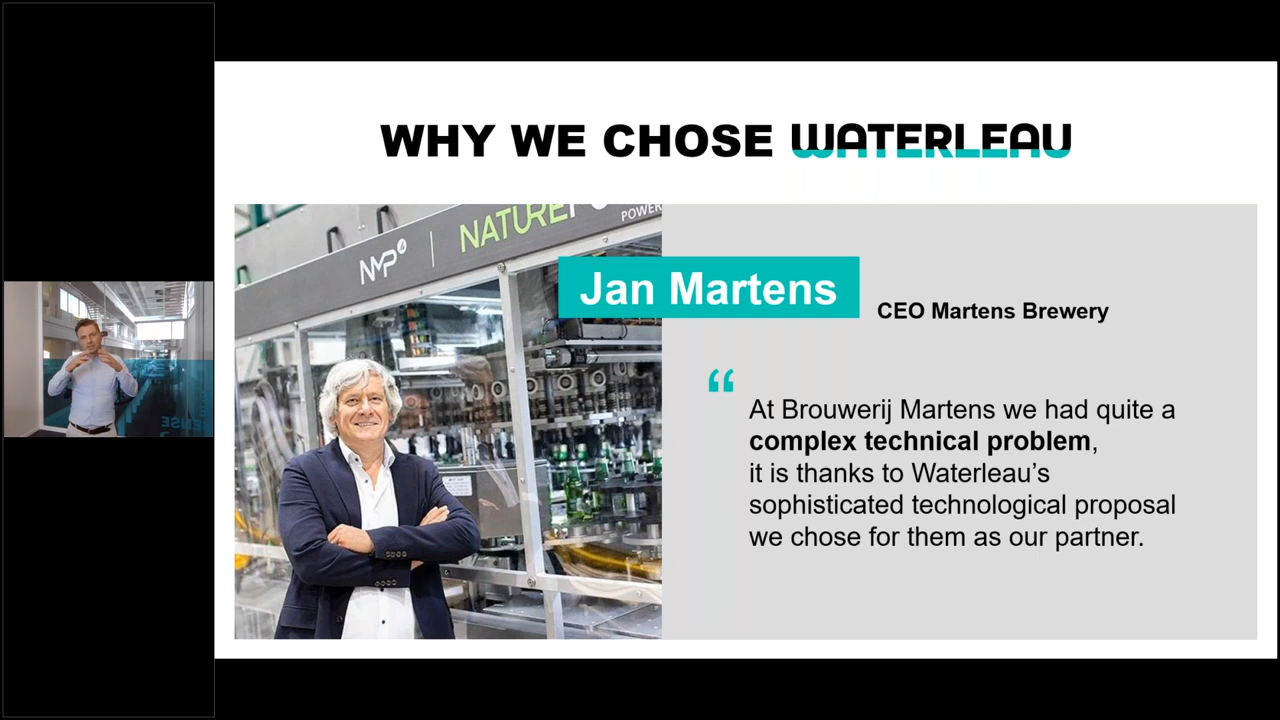 WHY WE CHOSE WATERLEAU
NMP
NATURE
POWER
Jan Martens
CEO Martens Brewery
“
At Brouwerij Martens we had quite a
complex technical problem,
it is thanks to Waterleau’s
sophisticated technological proposal
we chose for them as our partner.